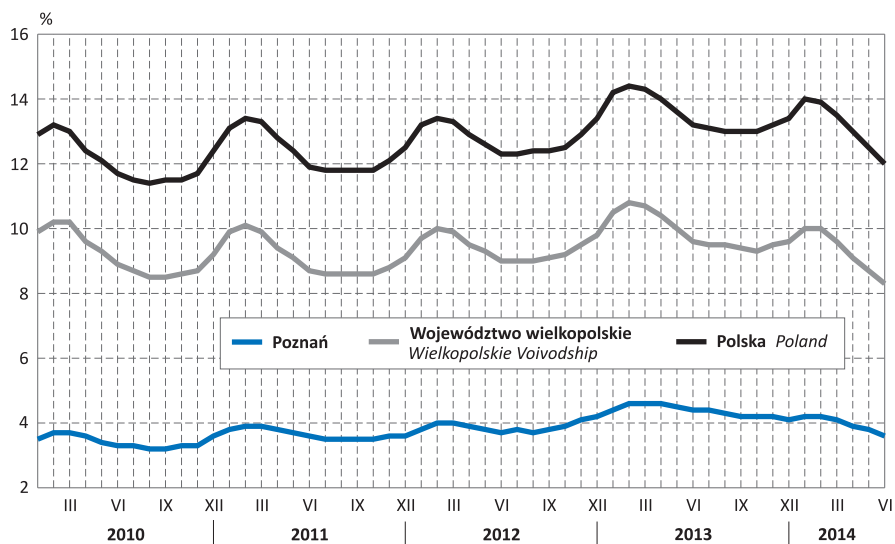 %
16
14
12
10
8
6
4
2
Poznań
Województwo wielkopolskie
Wielkopolskie Voivodship
Polska Poland
III VI IX XII III VI IX XII III VI IX XII III VI IX XII III VI
2010 2011 2012 2013 2014